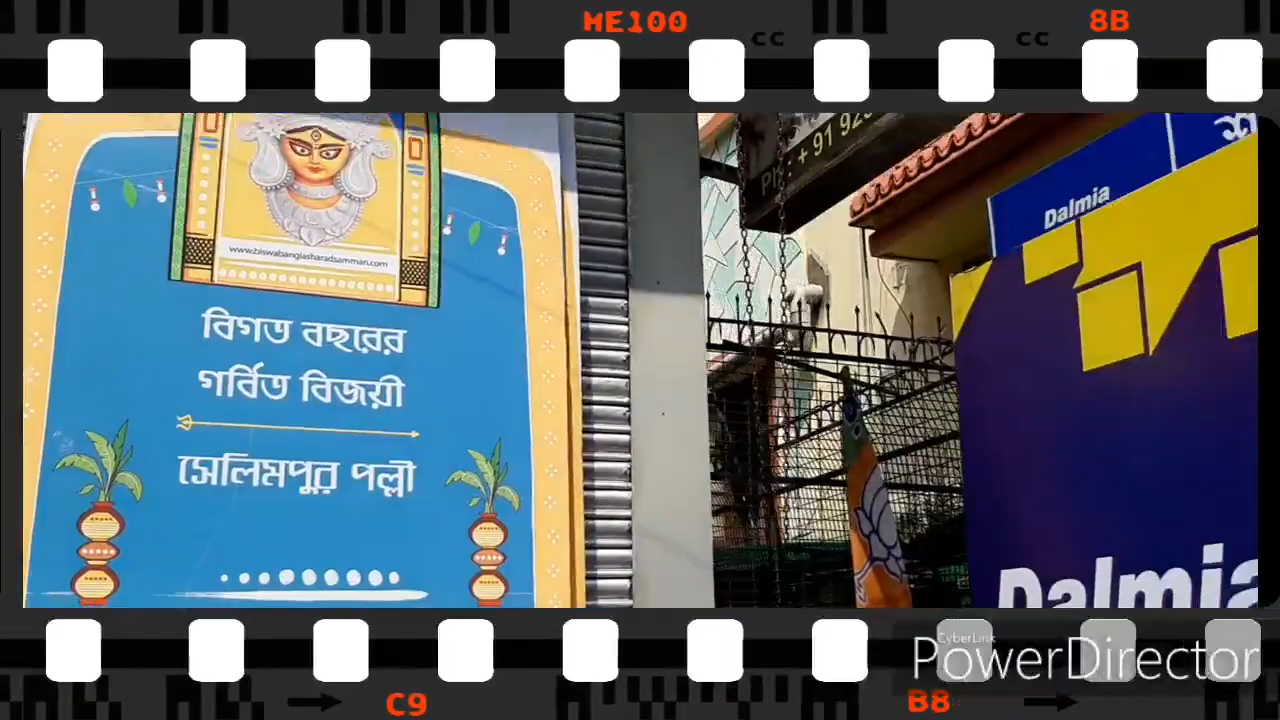 ME100
8B
cc
cc
www.biswabanglasharadsamman.com
বিগত বছরের
গর্বিত বিজয়ী
সেলিমপুর পল্লী
Ph : + 91 92
Dalmia
Dalmia
CyberLink
PowerDirector
C9
B8